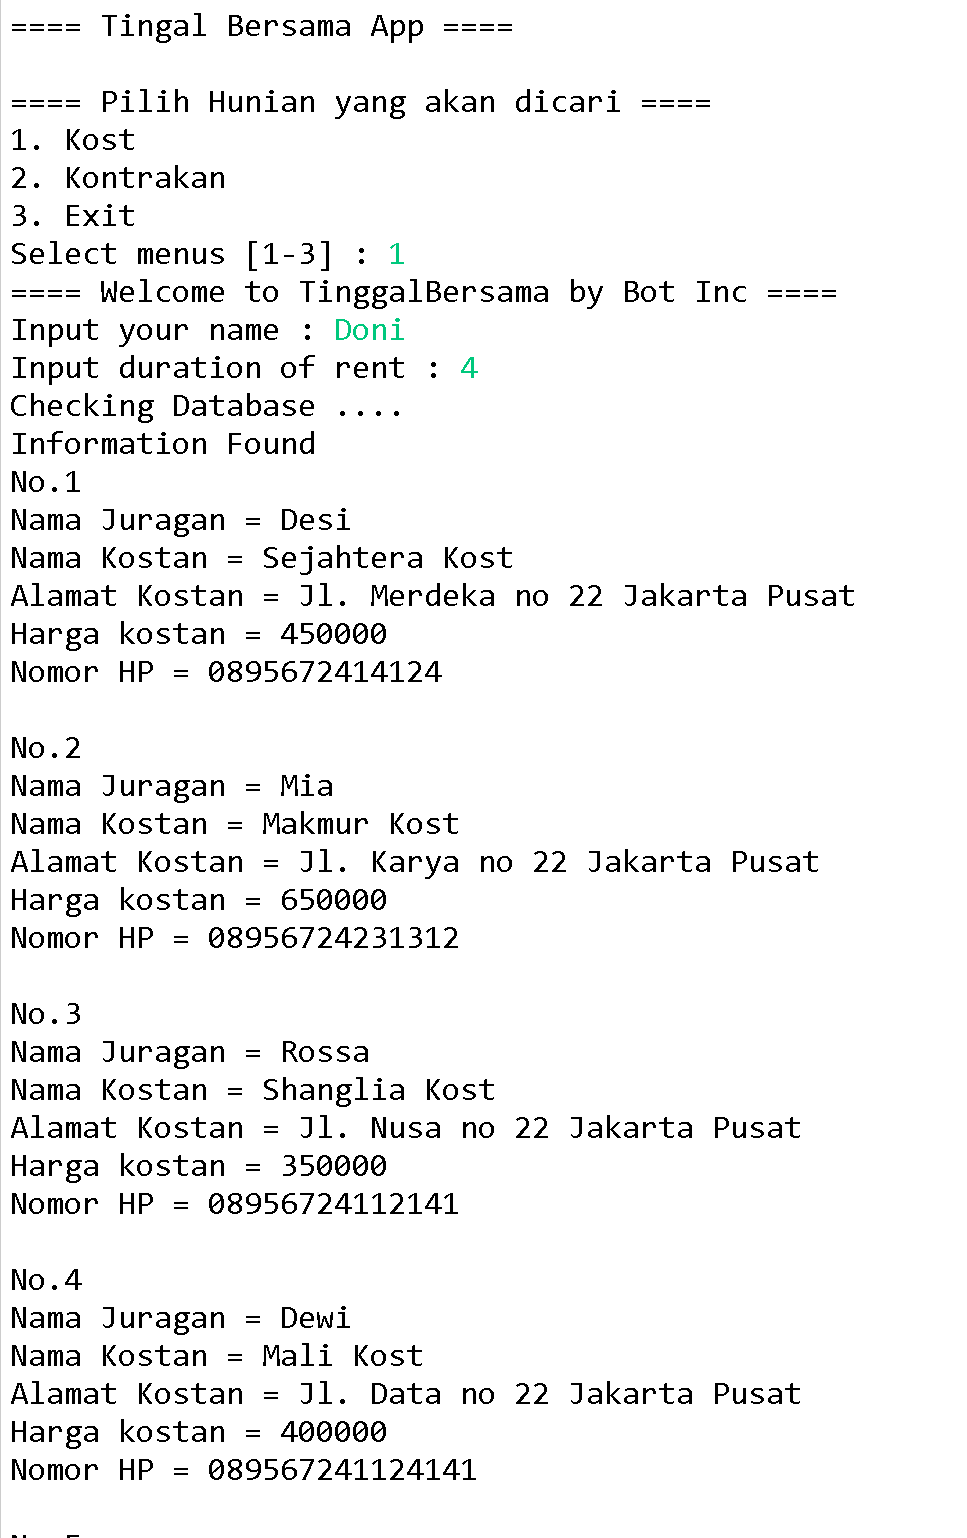 ==== Tingal Bersama App ====
==== Pilih Hunian yang akan dicari ====
1. Kost
2. Kontrakan
3. Exit
Select menus [1-3] : 1
==== Welcome to TinggalBersama by Bot Inc ====
Input your name : Doni
Input duration of rent : 4
Checking Database ....
Information Found
No.1
Nama Juragan = Desi
Nama Kostan = Sejahtera Kost
Alamat Kostan = Jl. Merdeka no 22 Jakarta Pusat
Harga kostan = 450000
Nomor HP = 0895672414124
No.2
Nama Juragan = Mia
Nama Kostan = Makmur Kost
Alamat Kostan = Jl. Karya no 22 Jakarta Pusat
Harga kostan = 650000
Nomor HP = 08956724231312
No.3
Nama Juragan = Rossa
Nama Kostan = Shanglia Kost
Alamat Kostan = Jl. Nusa no 22 Jakarta Pusat
Harga kostan = 350000
Nomor HP = 08956724112141
No.4
Nama Juragan = Dewi
Nama Kostan = Mali Kost
Alamat Kostan = Jl. Data no 22 Jakarta Pusat
Harga kostan = 400000
Nomor HP = 089567241124141